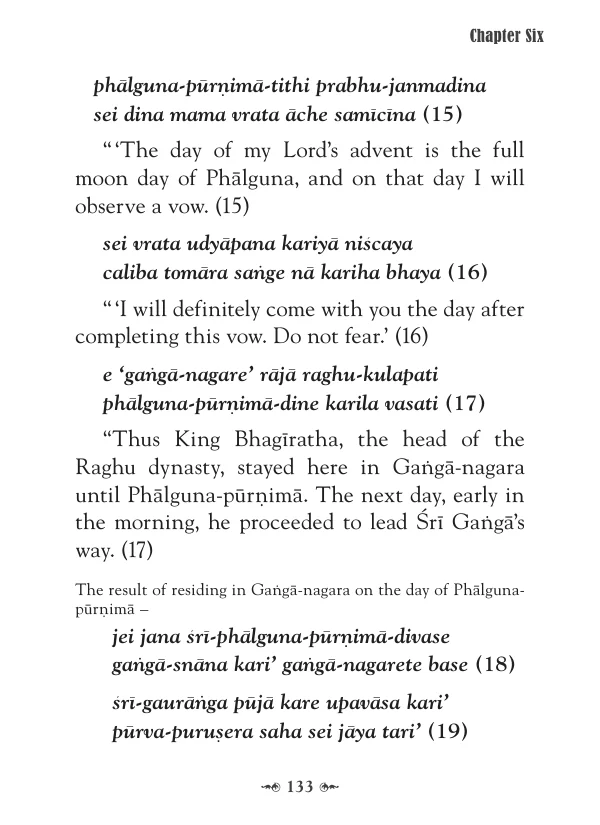 Chapter Six
phālguna-pūrṇimā-tithi prabhu-janmadina
sei dina mama vrata āche samīcīna (15)
“ ‘The day of my Lord’s advent is the full
moon day of Phālguna, and on that day I will
observe a vow. (15)
sei vrata udyāpana kariyā niścaya
caliba tomāra saṅge nā kariha bhaya (16)
“ ‘I will definitely come with you the day after
completing this vow. Do not fear.’ (16)
e ‘gaṅgā-nagare’ rājā raghu-kulapati
phālguna-pūrṇimā-dine karila vasati (17)
“Thus King Bhagīratha, the head of the
Raghu dynasty, stayed here in Gaṅgā-nagara
until Phālguna-pūrṇimā. The next day, early in
the morning, he proceeded to lead Śrī Gaṅgā’s
way. (17)
The result of residing in Gaṅgā-nagara on the day of Phālguna-
pūrṇimā –
jei jana śrī-phālguna-pūrṇimā-divase
gaṅgā-snāna kari’ gaṅgā-nagarete base (18)
śrī-gaurāṅga pūjā kare upavāsa kari’
pūrva-puruṣera saha sei jāya tari’ (19)
133